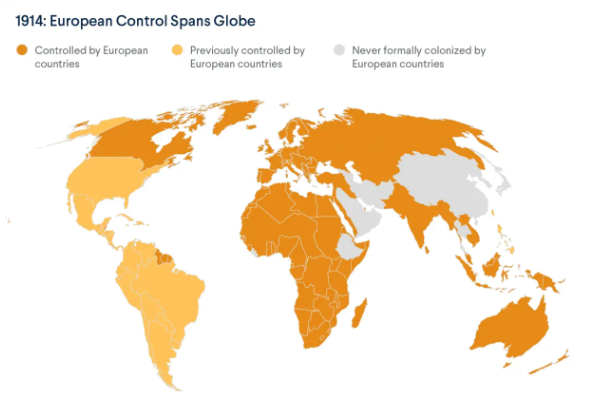 1914: European Control Spans Globe
Controlled by European
countries
Previously controlled by
European countries
Never formally colonized by
European countries